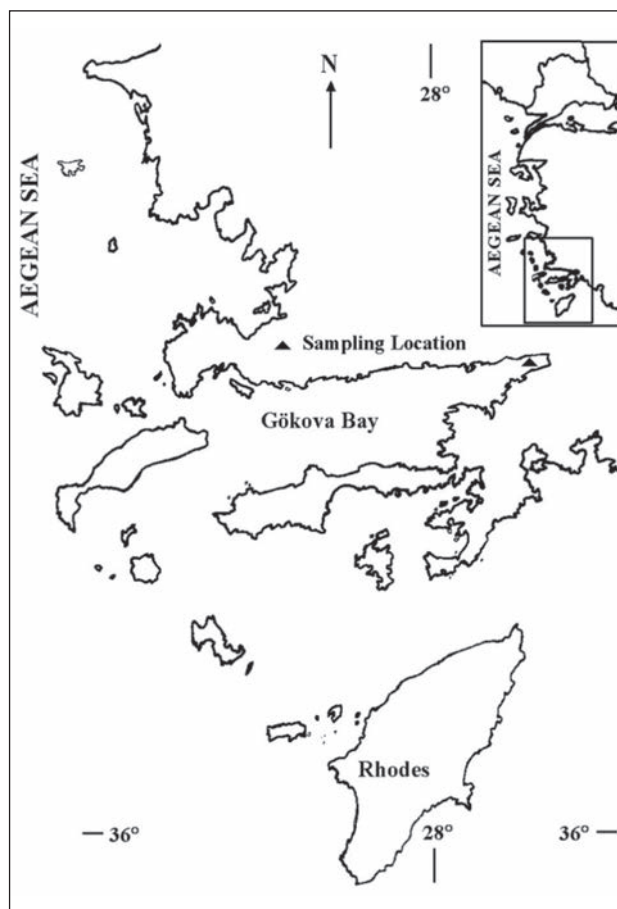 N
28°
AEGEAN SEA
AEGEAN SEA
▲ Sampling Location
Gökova Bay
Rhodes
36°
28°
36°